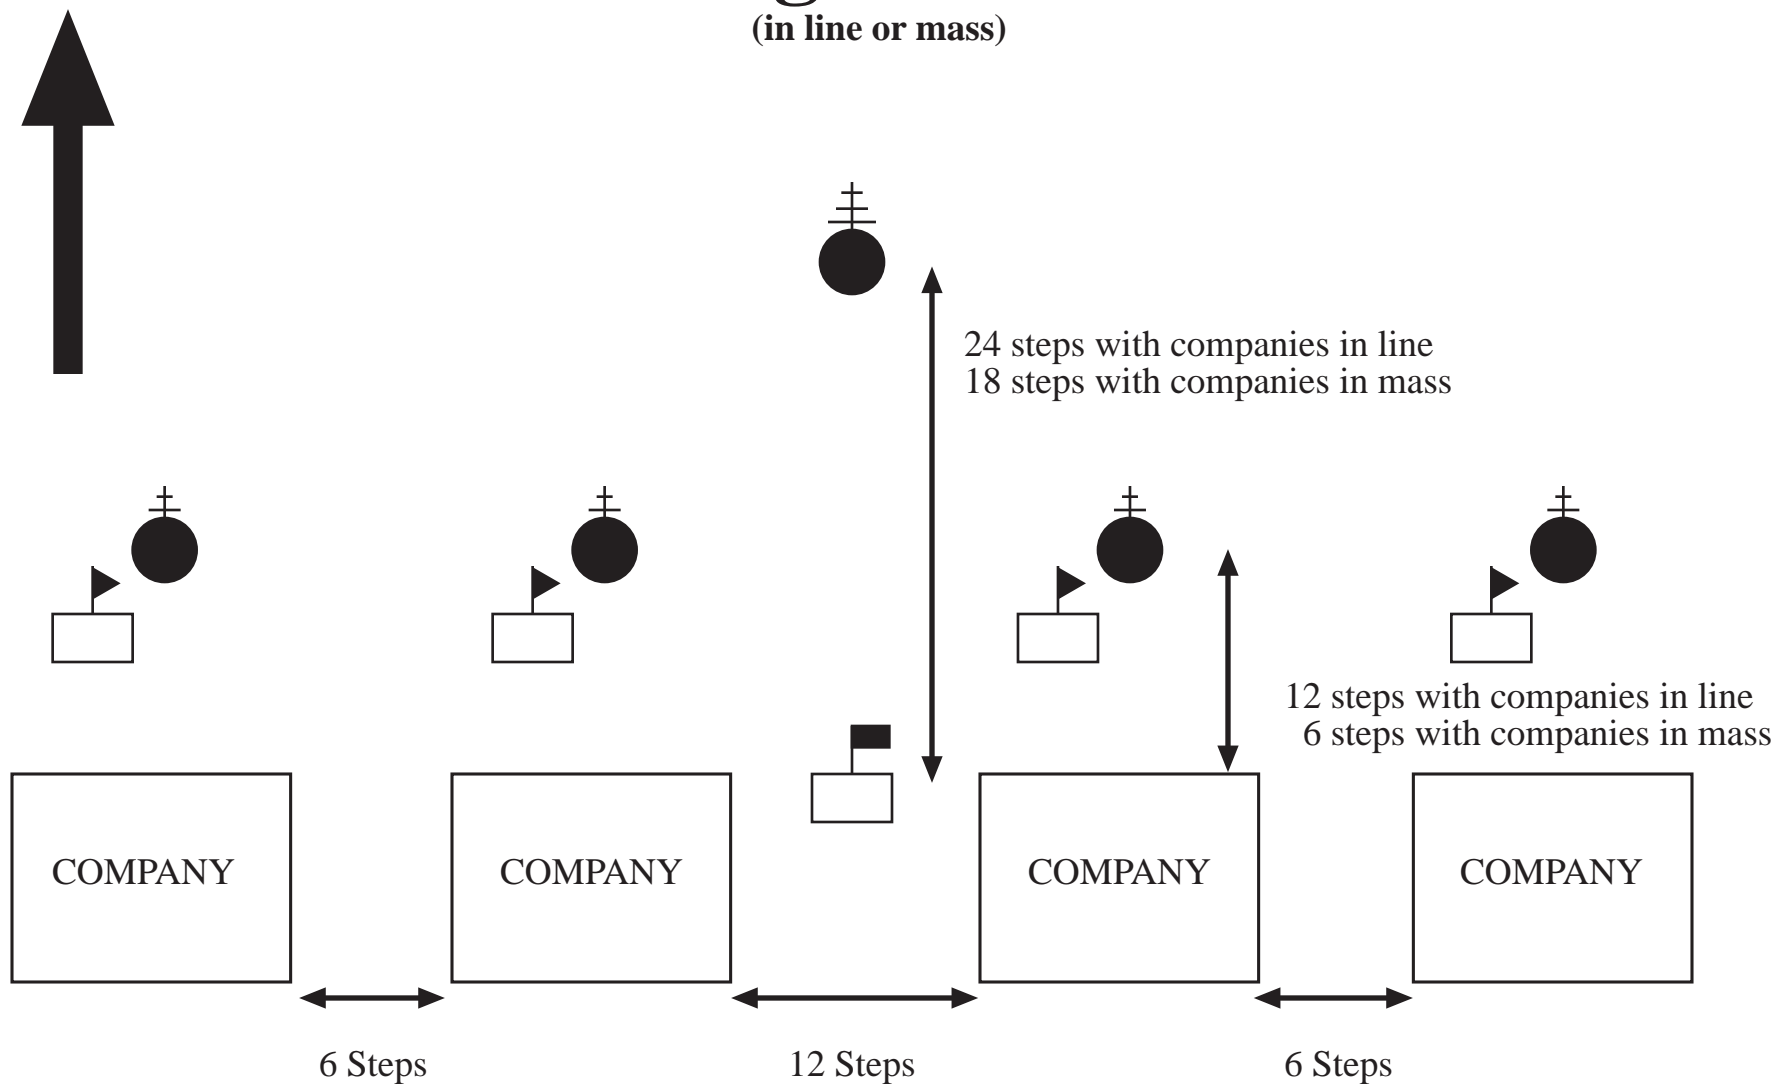 (in line or mass)
24 steps with companies in line
18 steps with companies in mass
12 steps with companies in line
6 steps with companies in mass
COMPANY COMPANY COMPANY COMPANY
6 Steps 12 Steps 6 Steps